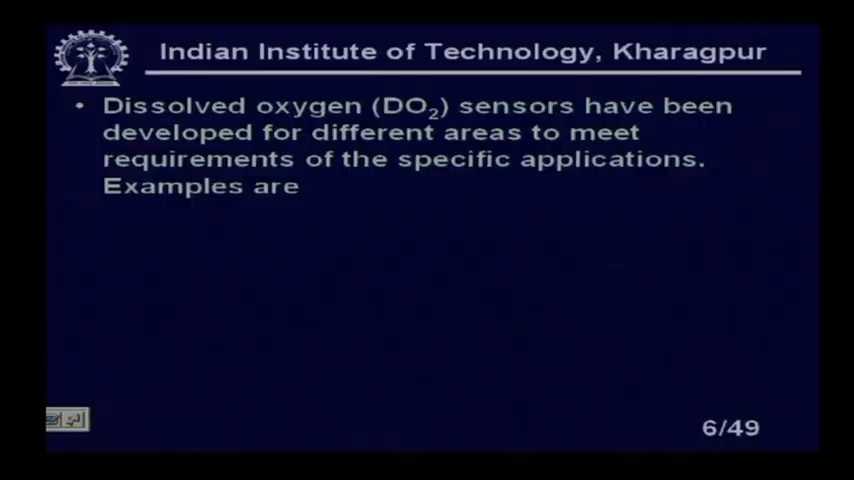 Indian Institute of Technology, Kharagpur
• Dissolved oxygen (DO₂) sensors have been
developed for different areas to meet
requirements of the specific applications.
Examples are
6/49